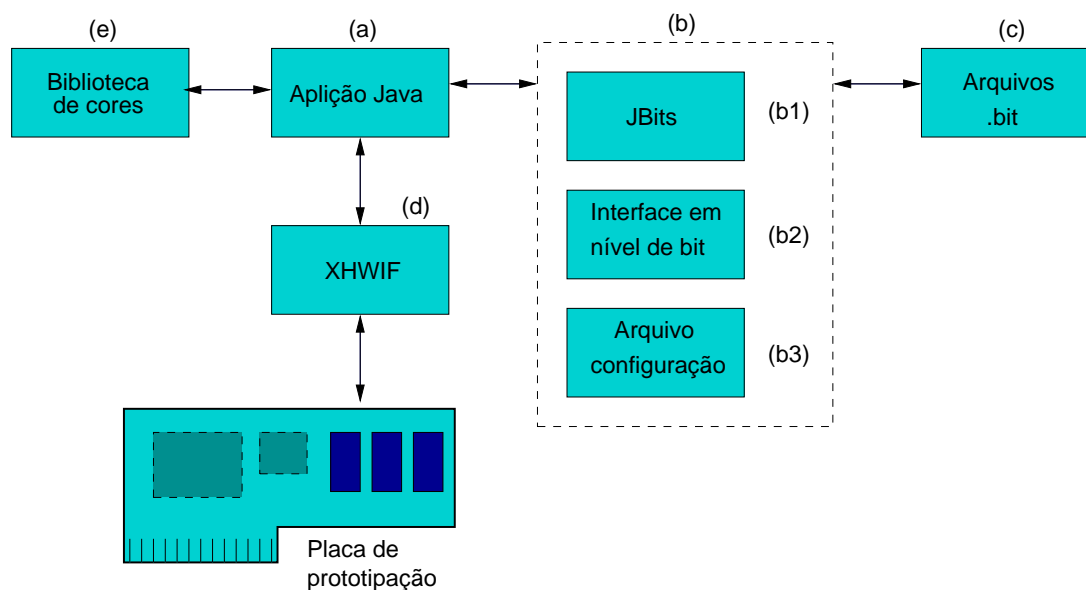 (e)
(a)
(b)
(c)
Biblioteca
de cores
Aplição Java
JBits
(b1)
Arquivos
.bit
(d)
XHWIF
Interface em
nível de bit
(b2)
Arquivo
configuração
(b3)
Placa de
prototipação